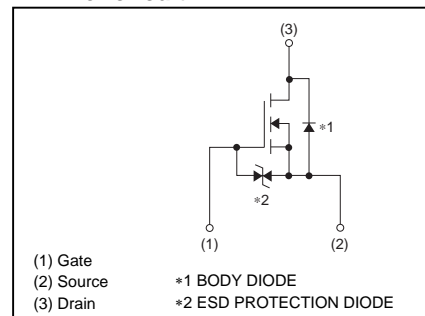 (3)
∗1
∗2
(1)
(2)
(1) Gate
(2) Source ∗1 BODY DIODE
(3) Drain ∗2 ESD PROTECTION DIODE